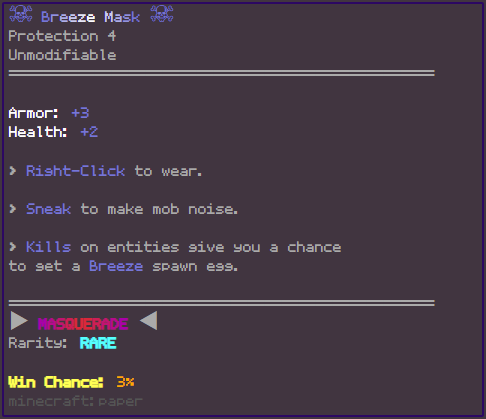 ☠ Breeze Mask ☠
Protection 4
Unmodifiable
Armor: +3
Health: +2
> Right-Click to wear.
> Sneak to make mob noise.
> Kills on entities give you a chance
to get a Breeze spawn egg.
▶ MASQUERADE ◀
Rarity: RARE
Win Chance: 3%
minecraft:paper